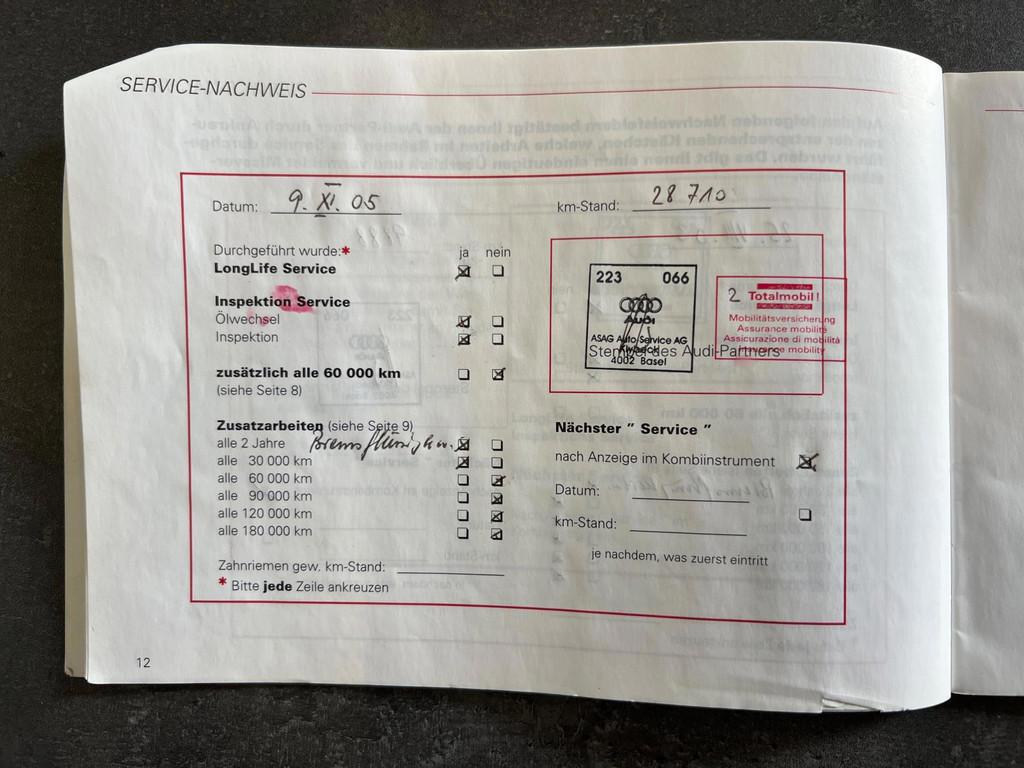 SERVICE-NACHWEIS
Datum: 9. XI. 05
km-Stand: 28 710
Durchgeführt wurde:* ja nein
LongLife Service
Inspektion Service
Ölwechsel
Inspektion
zusätzlich alle 60 000 km
(siehe Seite 8)
Zusatzarbeiten (siehe Seite 9)
alle 2 Jahre
alle 30 000 km
alle 60 000 km
alle 90 000 km
alle 120 000 km
alle 180 000 km
Zahnriemen gew. km-Stand:
* Bitte jede Zeile ankreuzen
223 066
AUDI
ASAG Auto Service AG
4002 Basel
Stempel des Audi-Partners
2 Totalmobil!
Mobilitätsversicherung
Assurance mobilité
Assicurazione di mobilità
Insurance mobility
Nächster " Service "
nach Anzeige im Kombiinstrument
Datum:
km-Stand:
je nachdem, was zuerst eintritt
12